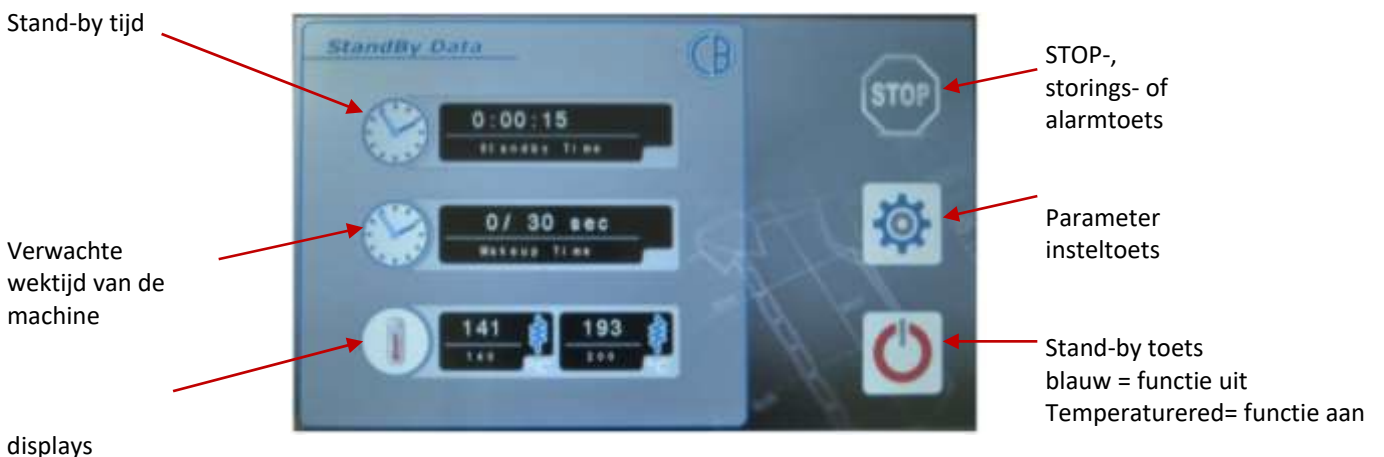 Stand-by tijd
Verwachte
wektijd van de
machine
displays
StandBy Data
CB
0:00:15
Standby Time
0/ 30 sec
Wakeup Time
141
193
200
STOP
STOP-,
storings- of
alarmtoets
Parameter
insteltoets
Stand-by toets
blauw = functie uit
Temperaturered= functie aan